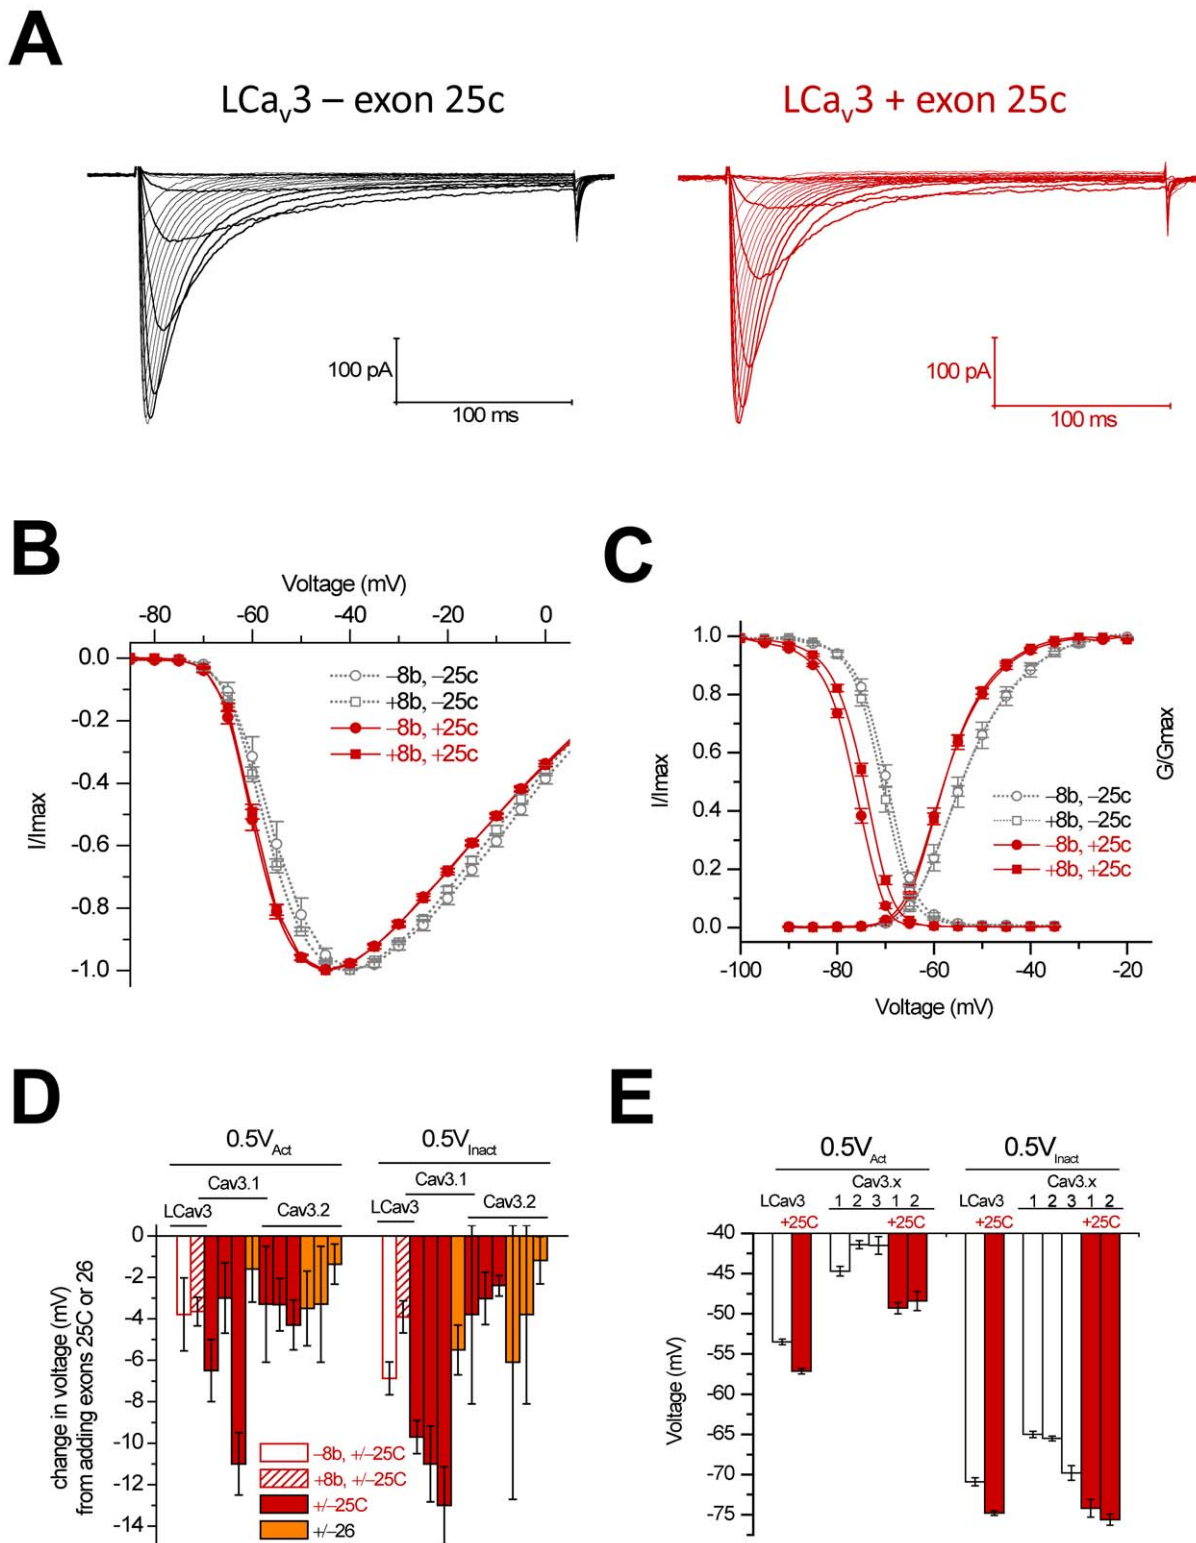 A
LCav3 – exon 25c
LCav3 + exon 25c
100 pA
100 ms
100 pA
100 ms
B
Voltage (mV)
-80 -60 -40 -20 0
0.0
-0.2
-0.4
-0.6
-0.8
-1.0
I/Imax
–8b, –25c
+8b, –25c
–8b, +25c
+8b, +25c
C
1.0
0.8
0.6
0.4
0.2
0.0
I/Imax
G/Gmax
–8b, –25c
+8b, –25c
–8b, +25c
+8b, +25c
-100 -80 -60 -40 -20
Voltage (mV)
D
0.5VAct 0.5VInact
Cav3.1 Cav3.1
LCav3 Cav3.2 LCav3 Cav3.2
0
-2
-4
-6
-8
-10
-12
-14
change in voltage (mV)
from adding exons 25C or 26
–8b, +/–25C
+8b, +/–25C
+/–25C
+/–26
E
0.5VAct 0.5VInact
Cav3.x Cav3.x
LCav3 1 2 3 1 2 LCav3 1 2 3 1 2
+25C +25C +25C +25C
-40
-45
-50
-55
-60
-65
-70
-75
Voltage (mV)